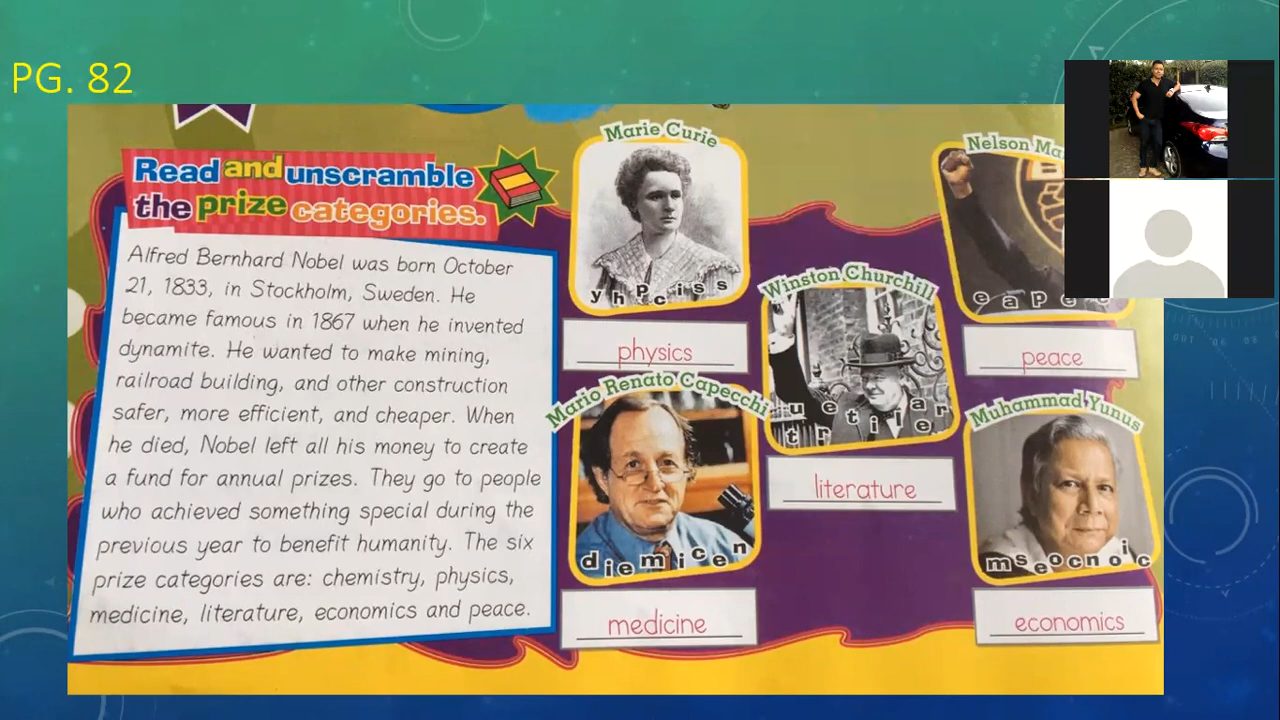 PG. 82
Read and unscramble
the prize categories.
Alfred Bernhard Nobel was born October
21, 1833, in Stockholm, Sweden. He
became famous in 1867 when he invented
dynamite. He wanted to make mining,
railroad building, and other construction
safer, more efficient, and cheaper. When
he died, Nobel left all his money to create
a fund for annual prizes. They go to people
who achieved something special during the
previous year to benefit humanity. The six
prize categories are: chemistry, physics,
medicine, literature, economics and peace.
Marie Curie
yhpciss
physics
Mario Renato Capecchi
diemicen
medicine
Winston Churchill
uetiar
trier
literature
Nelson
eape
peace
Muhammad Yunus
mseocnoic
economics